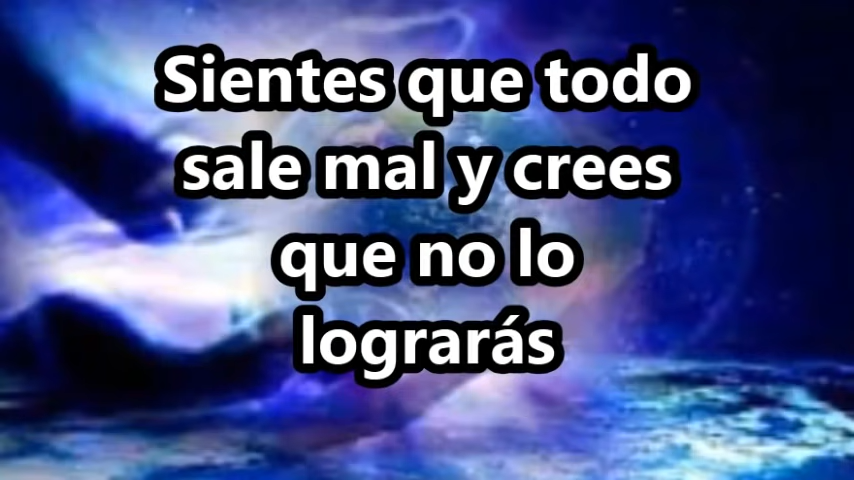 Sientes que todo
sale mal y crees
que no lo
lograrás